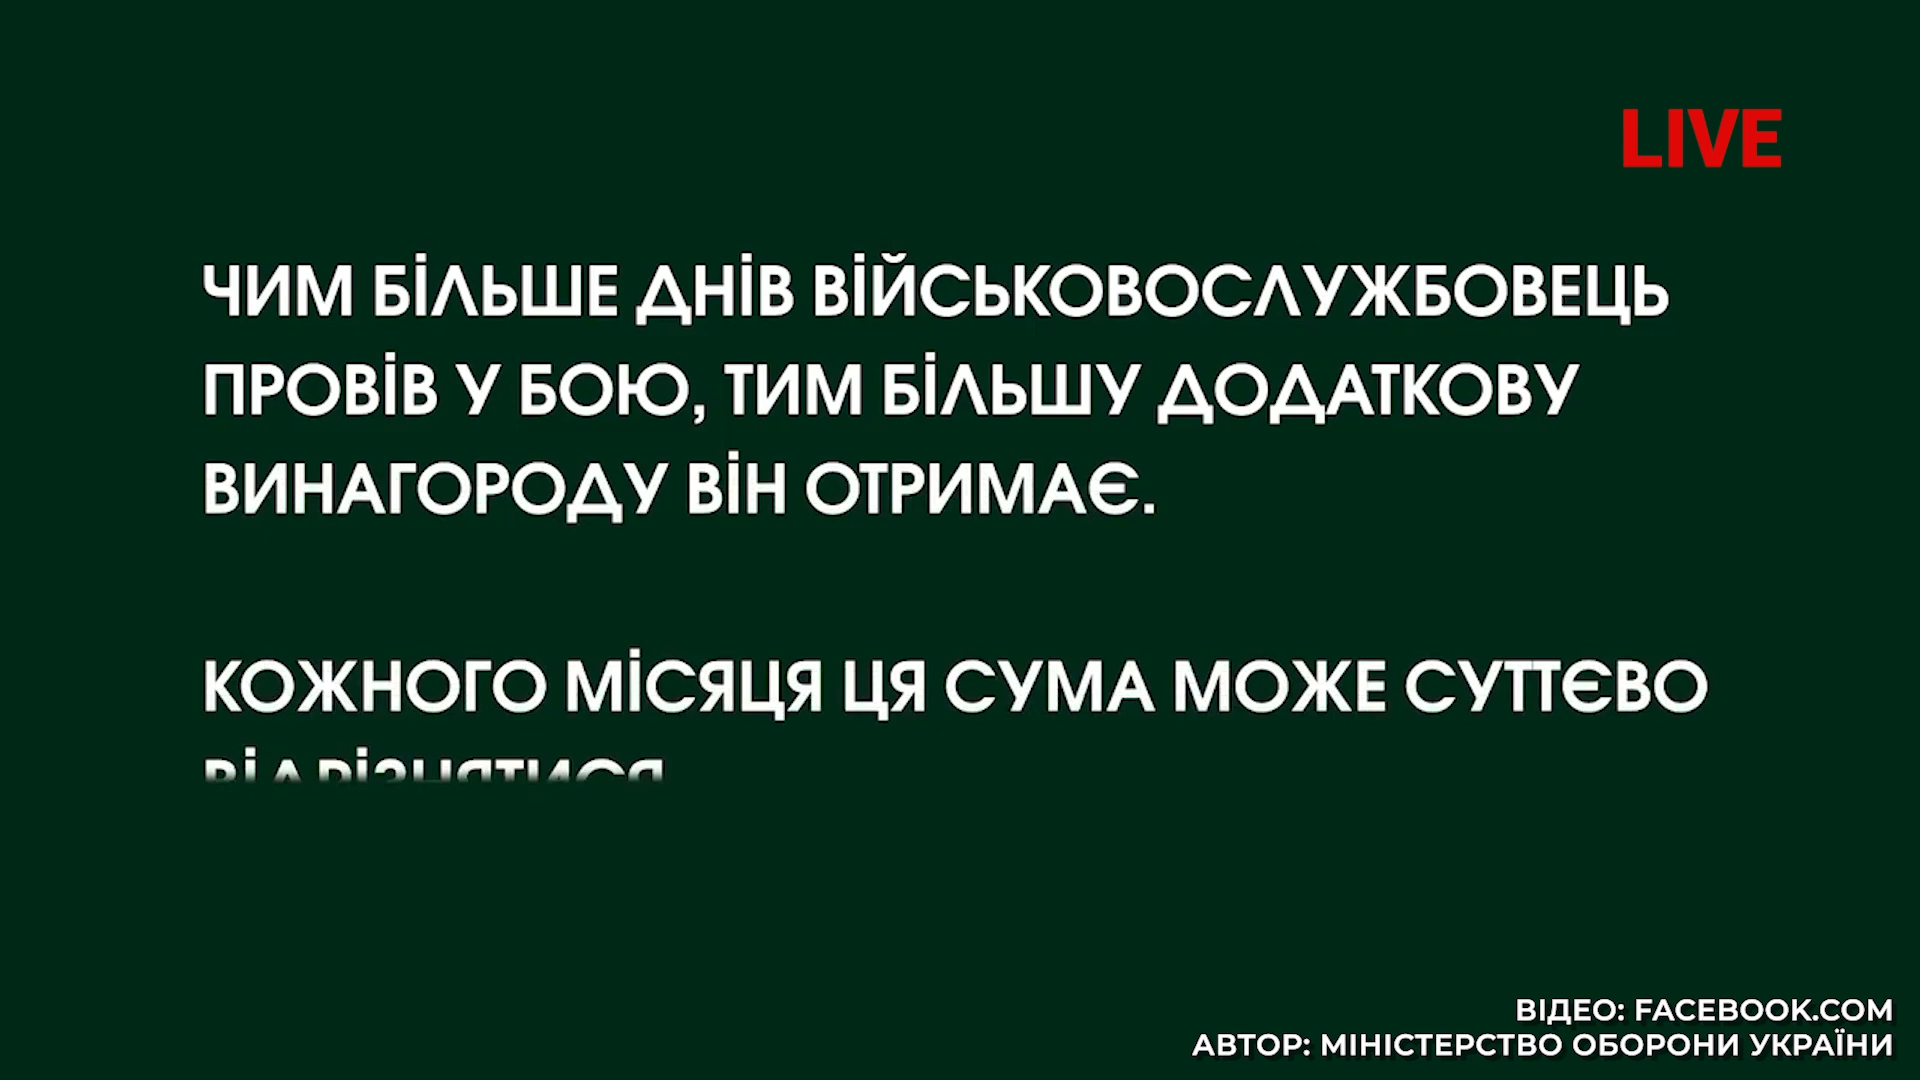 LIVE
ЧИМ БІЛЬШЕ ДНІВ ВІЙСЬКОВОСЛУЖБОВЕЦЬ
ПРОВІВ У БОЮ, ТИМ БІЛЬШУ ДОДАТКОВУ
ВИНАГОРОДУ ВІН ОТРИМАЄ.
КОЖНОГО МІСЯЦЯ ЦЯ СУМА МОЖЕ СУТТЄВО
ВІДРІЗНЯТИСЯ
ВІДЕО: FACEBOOK.COM
АВТОР: МІНІСТЕРСТВО ОБОРОНИ УКРАЇНИ